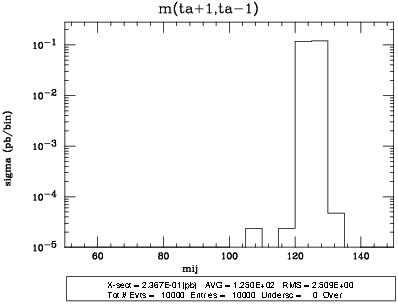 m(ta+1,ta−1)
sigma (pb/bin)
10⁻¹
10⁻²
10⁻³
10⁻⁴
10⁻⁵
60 80 100 120 140
mij
X-sect = 2.367E-01(pb) AVG = 1.250E+02 RMS = 2.509E+00
Tot # Evts = 10000 Entries = 10000 Undersc = 0 Over